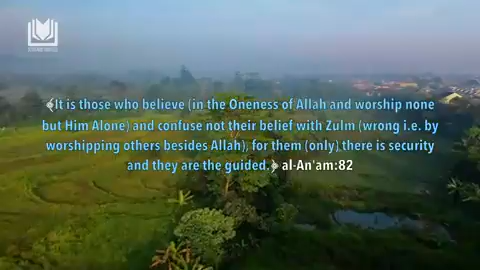 ﴾It is those who believe (in the Oneness of Allah and worship none
but Him Alone) and confuse not their belief with Zulm (wrong i.e. by
worshipping others besides Allah), for them (only) there is security
and they are the guided.﴿ al-An'am:82